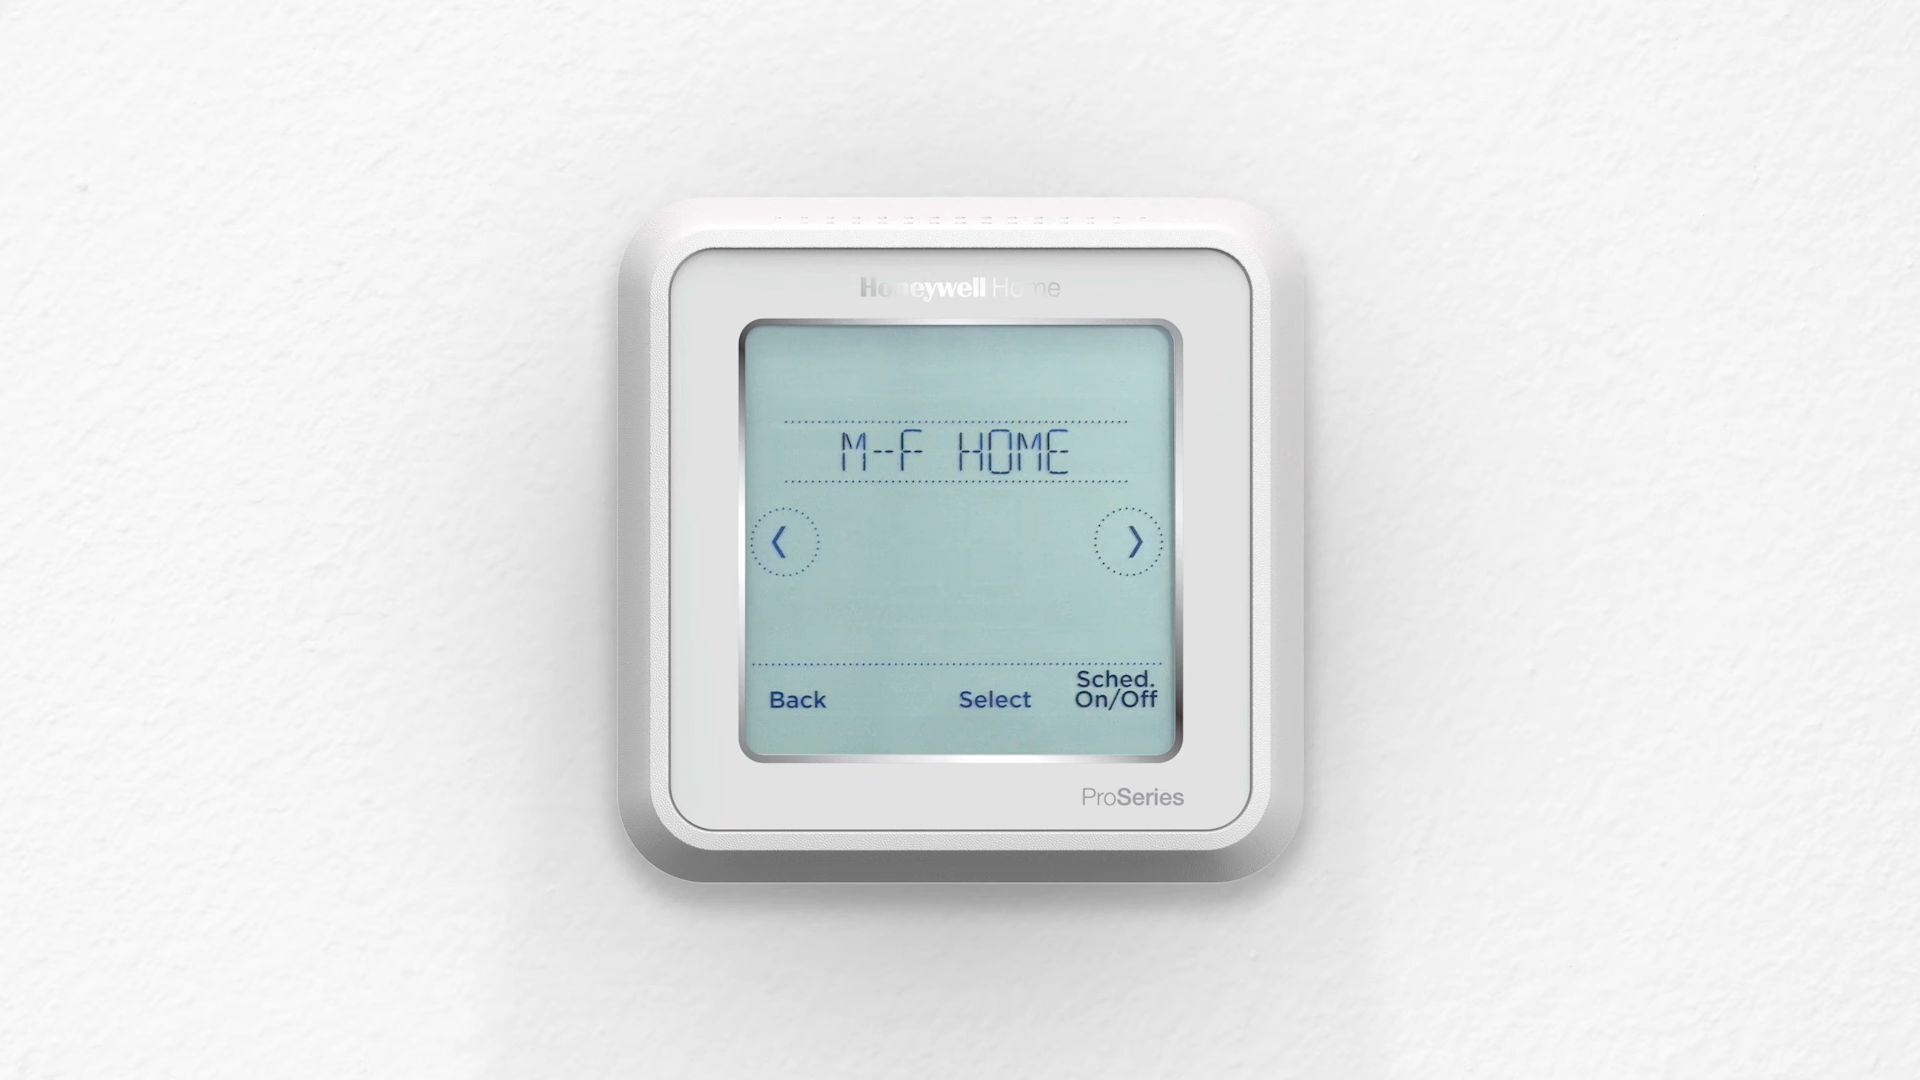 Honeywell Home
M--F HOME
Back
Select
Sched.
On/Off
ProSeries